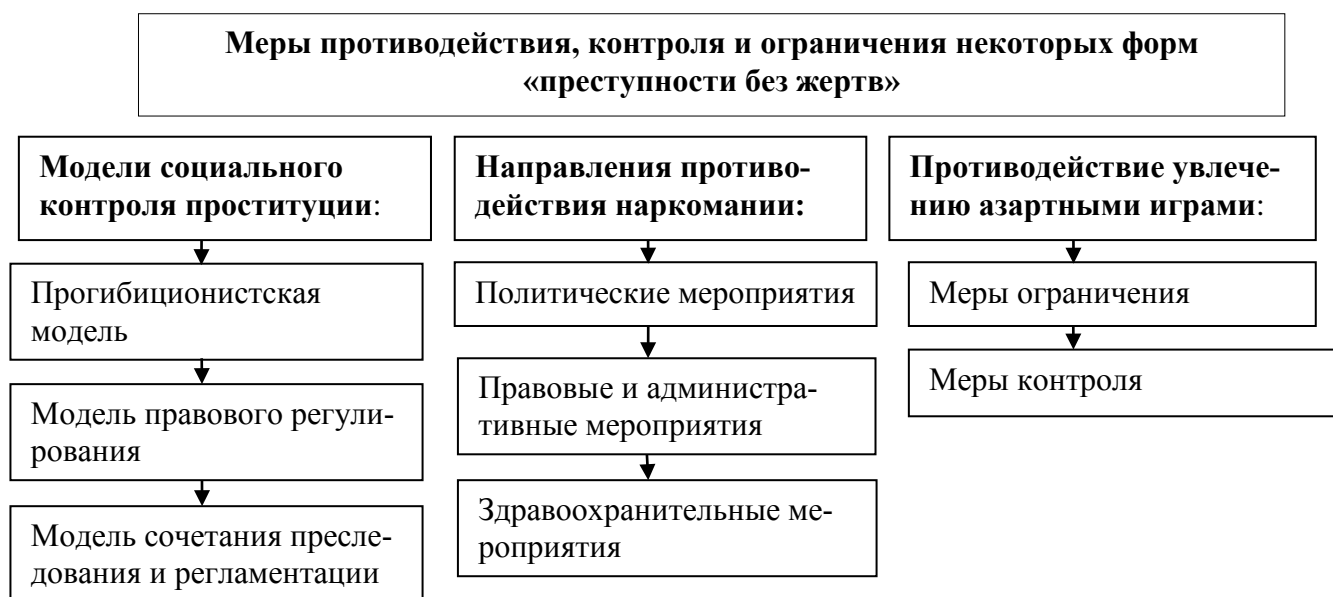 Меры противодействия, контроля и ограничения некоторых форм
«преступности без жертв»
Модели социального
контроля проституции:
Прогибиционистская
модель
Модель правового регули-
рования
Модель сочетания пресле-
дования и регламентации
Направления противо-
действия наркомании:
Политические мероприятия
Правовые и администра-
тивные мероприятия
Здравоохранительные ме-
роприятия
Противодействие увлече-
нию азартными играми:
Меры ограничения
Меры контроля